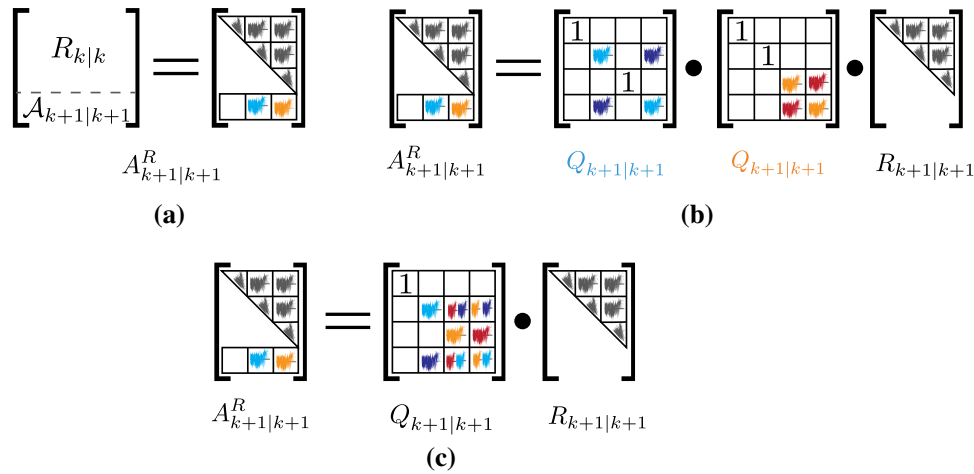 R_{k|k}
=
\mathcal{A}_{k+1|k+1}
A^R_{k+1|k+1}
(a)
= 1 1 • 1 1 •
A^R_{k+1|k+1} Q_{k+1|k+1} Q_{k+1|k+1} R_{k+1|k+1}
(b)
= 1 •
A^R_{k+1|k+1} Q_{k+1|k+1} R_{k+1|k+1}
(c)